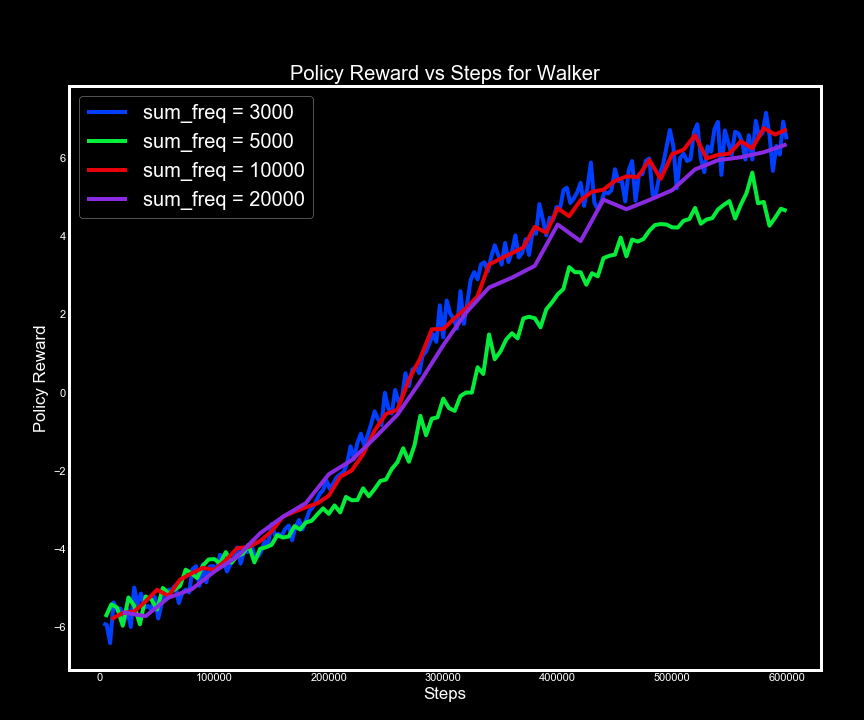 Policy Reward vs Steps for Walker
sum_freq = 3000
sum_freq = 5000
sum_freq = 10000
sum_freq = 20000
Policy Reward
6
4
2
0
−2
−4
−6
0 100000 200000 300000 400000 500000 600000
Steps